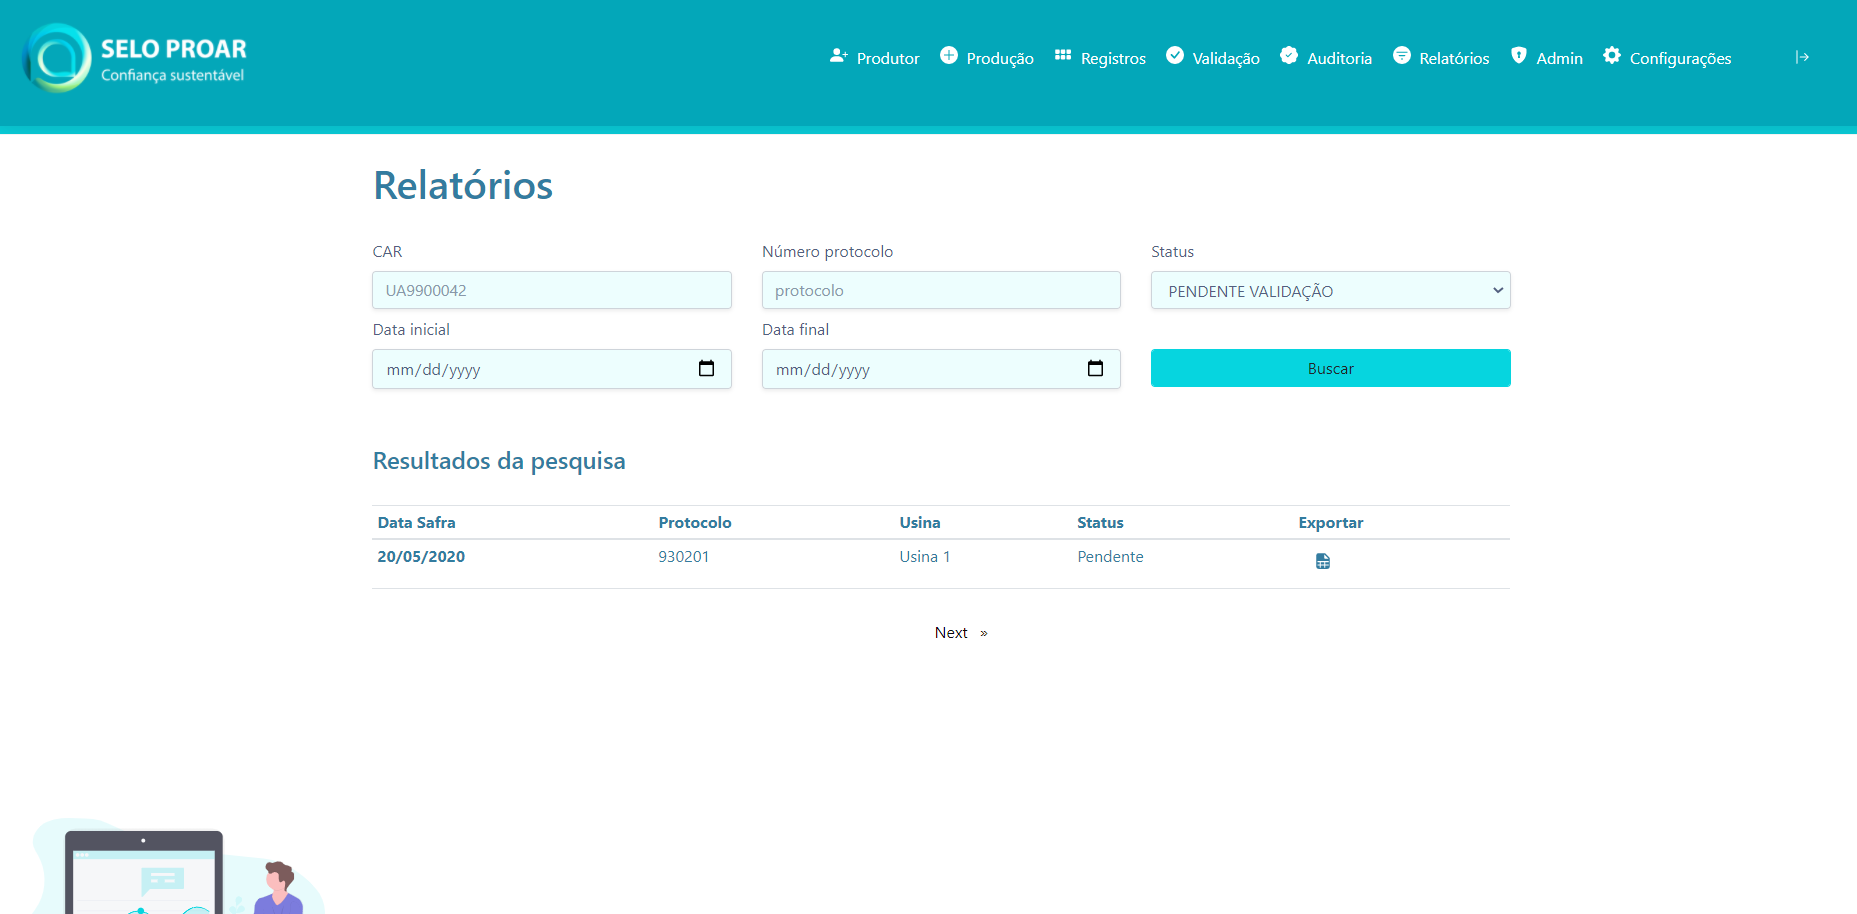 SELO PROAR
Confiança sustentável
Produtor Produção Registros Validação Auditoria Relatórios Admin Configurações
Relatórios
CAR Número protocolo Status
UA9900042 protocolo PENDENTE VALIDAÇÃO
Data inicial Data final
mm/dd/yyyy mm/dd/yyyy Buscar
Resultados da pesquisa
Data Safra Protocolo Usina Status Exportar
20/05/2020 930201 Usina 1 Pendente
Next »